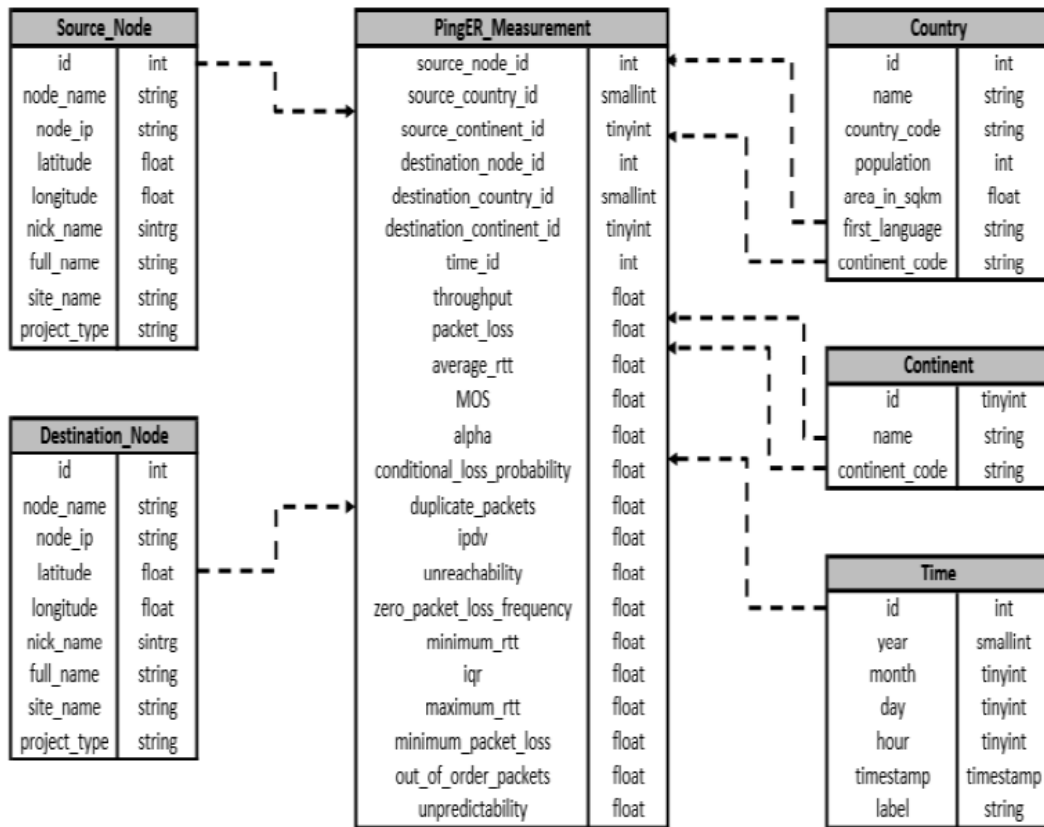 Source_Node
id int
node_name string
node_ip string
latitude float
longitude float
nick_name sintrg
full_name string
site_name string
project_type string
Destination_Node
id int
node_name string
node_ip string
latitude float
longitude float
nick_name sintrg
full_name string
site_name string
project_type string
PingER_Measurement
source_node_id int
source_country_id smallint
source_continent_id tinyint
destination_node_id int
destination_country_id smallint
destination_continent_id tinyint
time_id int
throughput float
packet_loss float
average_rtt float
MOS float
alpha float
conditional_loss_probability float
duplicate_packets float
ipdv float
unreachability float
zero_packet_loss_frequency float
minimum_rtt float
iqr float
maximum_rtt float
minimum_packet_loss float
out_of_order_packets float
unpredictability float
Country
id int
name string
country_code string
population int
area_in_sqkm float
first_language string
continent_code string
Continent
id tinyint
name string
continent_code string
Time
id int
year smallint
month tinyint
day tinyint
hour tinyint
timestamp timestamp
label string